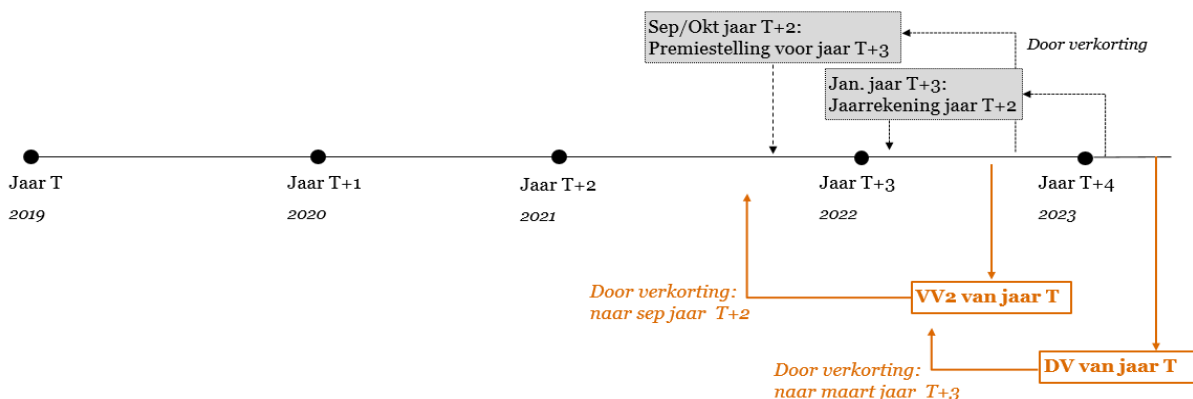 Sep/Okt jaar T+2:
Premiestelling voor jaar T+3
Door verkorting
Jan. jaar T+3:
Jaarrekening jaar T+2
Jaar T
2019
Jaar T+1
2020
Jaar T+2
2021
Jaar T+3
2022
Jaar T+4
2023
Door verkorting:
naar sep jaar T+2
VV2 van jaar T
DV van jaar T
Door verkorting:
naar maart jaar T+3